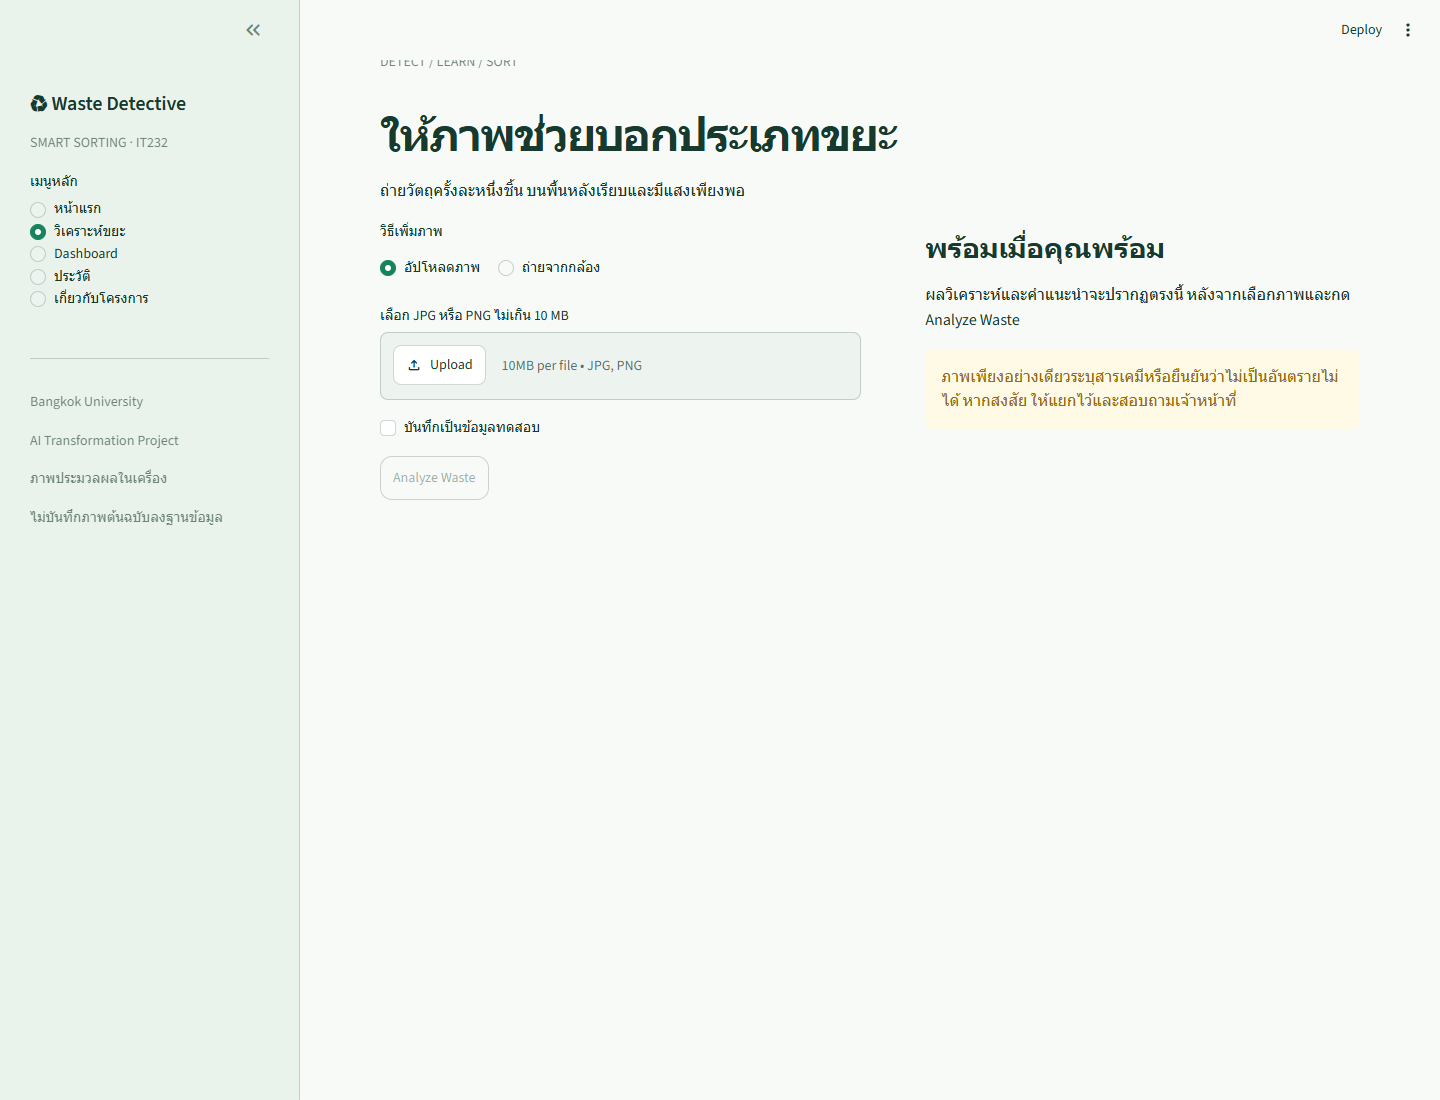 ♻ Waste Detective
SMART SORTING · IT232
เมนูหลัก
หน้าแรก
วิเคราะห์ขยะ
Dashboard
ประวัติ
เกี่ยวกับโครงการ
Bangkok University
AI Transformation Project
ภาพประมวลผลในเครื่อง
ไม่บันทึกภาพต้นฉบับลงฐานข้อมูล
Deploy
DETECT / LEARN / SORT
ให้ภาพช่วยบอกประเภทขยะ
ถ่ายวัตถุครั้งละหนึ่งชิ้น บนพื้นหลังเรียบและมีแสงเพียงพอ
วิธีเพิ่มภาพ
อัปโหลดภาพ
ถ่ายจากกล้อง
เลือก JPG หรือ PNG ไม่เกิน 10 MB
Upload
10MB per file • JPG, PNG
บันทึกเป็นข้อมูลทดสอบ
Analyze Waste
พร้อมเมื่อคุณพร้อม
ผลวิเคราะห์และคำแนะนำจะปรากฏตรงนี้ หลังจากเลือกภาพและกด
Analyze Waste
ภาพเพียงอย่างเดียวระบุสารเคมีหรือยืนยันว่าไม่เป็นอันตรายไม่
ได้ หากสงสัย ให้แยกไว้และสอบถามเจ้าหน้าที่